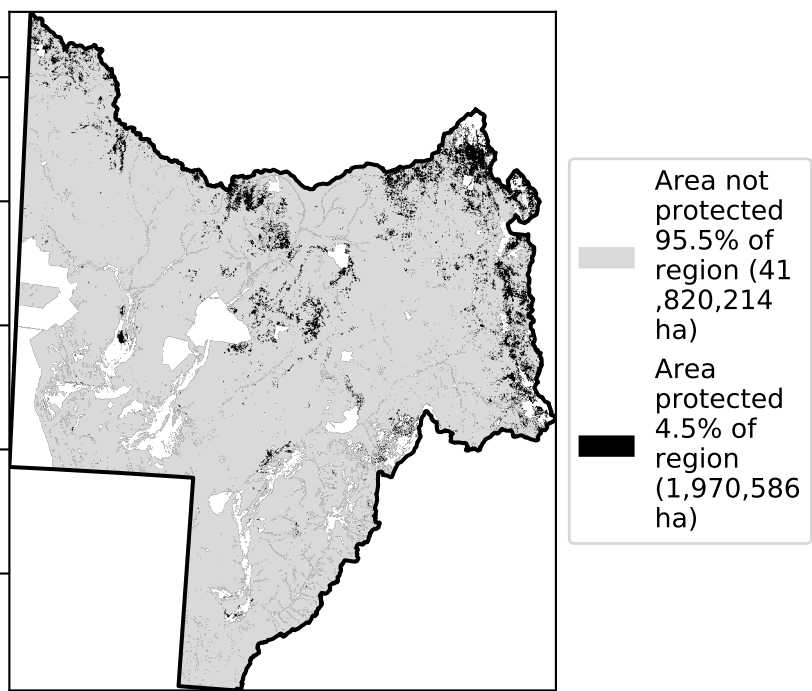 Area not
protected
95.5% of
region (41
,820,214
ha)
Area
protected
4.5% of
region
(1,970,586
ha)